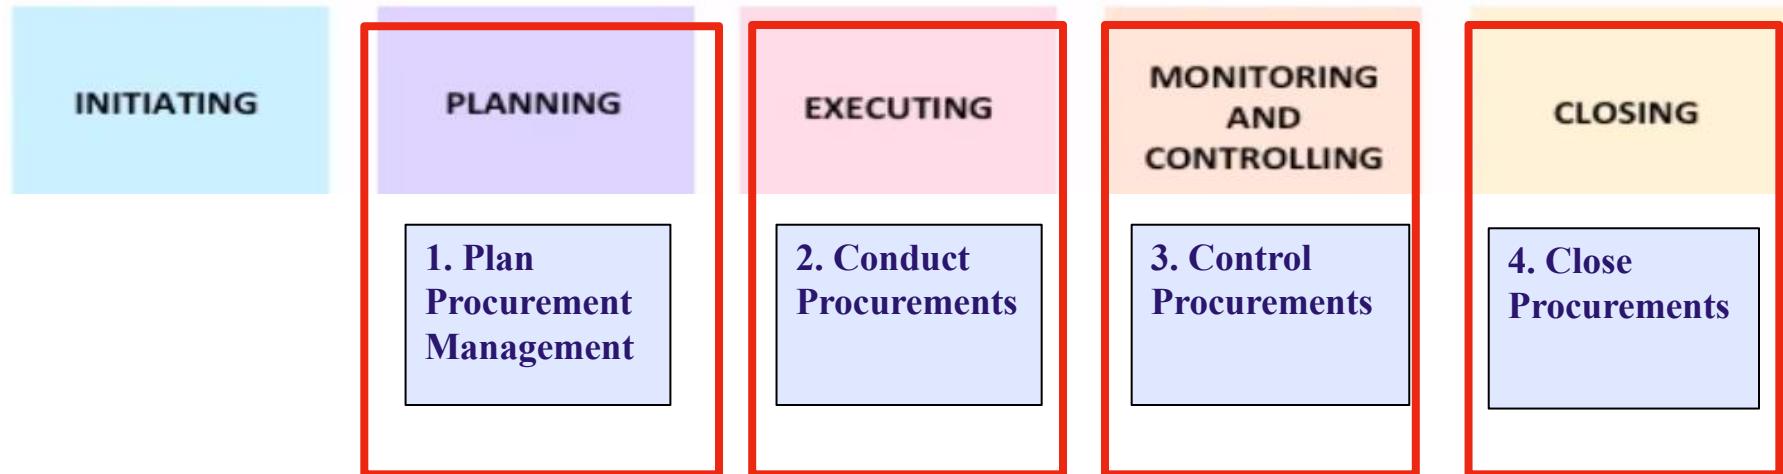 INITIATING
PLANNING
EXECUTING
MONITORING
AND
CONTROLLING
CLOSING
1. Plan
Procurement
Management
2. Conduct
Procurements
3. Control
Procurements
4. Close
Procurements